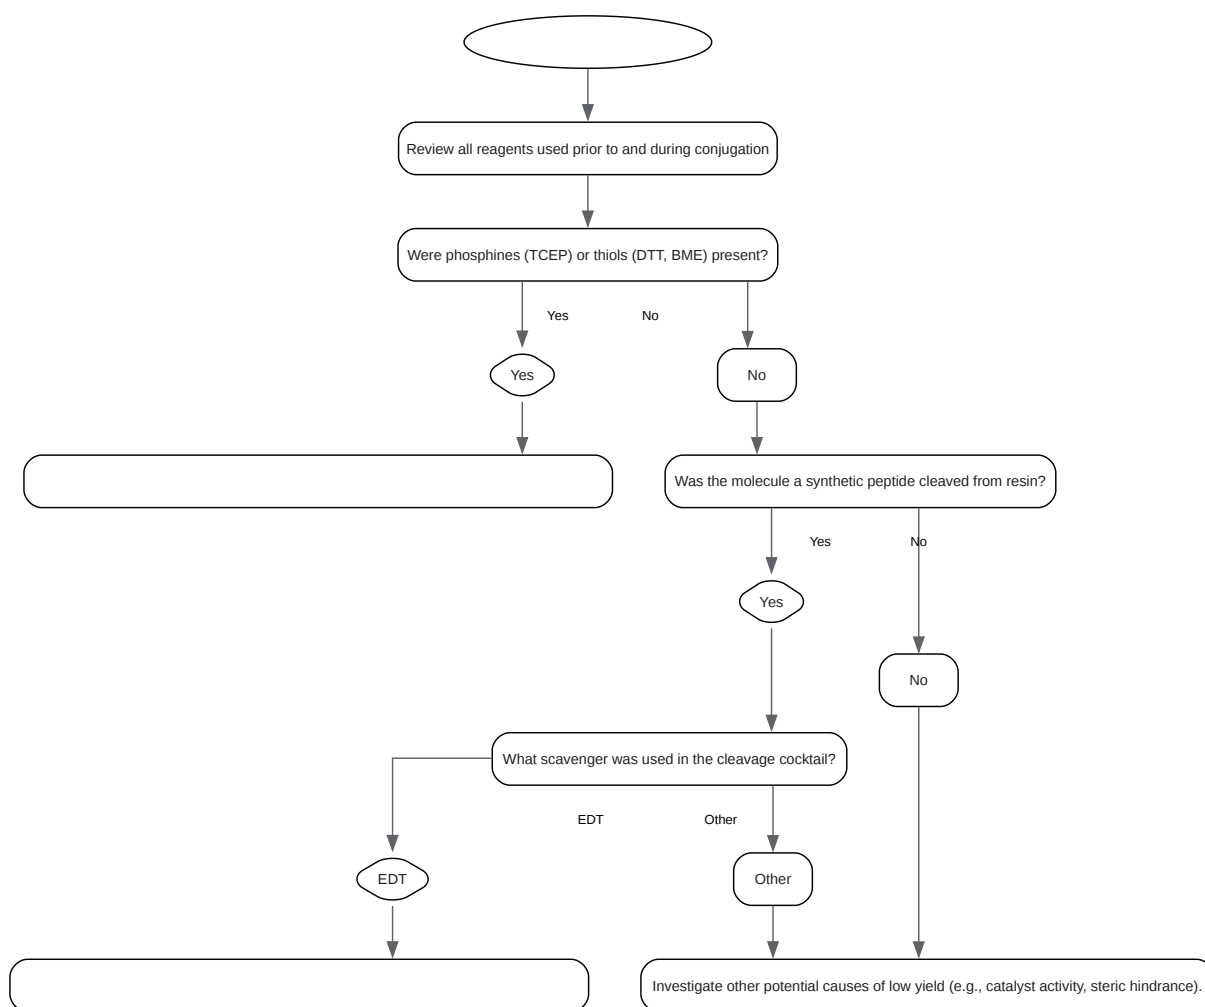 Review all reagents used prior to and during conjugation
Were phosphines (TCEP) or thiols (DTT, BME) present?
Yes
No
Yes
No
Was the molecule a synthetic peptide cleaved from resin?
Yes
No
Yes
No
What scavenger was used in the cleavage cocktail?
EDT
Other
EDT
Other
Investigate other potential causes of low yield (e.g., catalyst activity, steric hindrance).